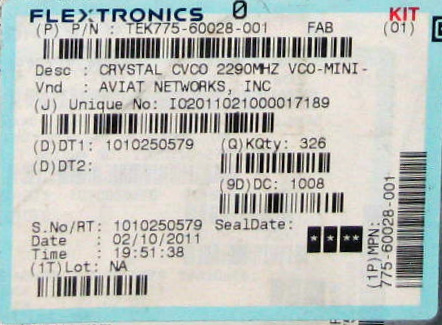 FLEXTRONICS 0 KIT
(P) P/N : TEK775-60028-001 FAB (01)
Desc : CRYSTAL CVCO 2290MHZ VCO-MINI-
Vnd : AVIAT NETWORKS, INC
(J) Unique No: IO2011021000017189
(D)DT1: 1010250579 (Q)KQty: 326
(D)DT2:
(9D)DC: 1008
S.No/RT: 1010250579 SealDate:
Date : 02/10/2011 * * **
Time : 19:51:38
(1T)Lot: NA
(1P)MPN:
775-60028-001